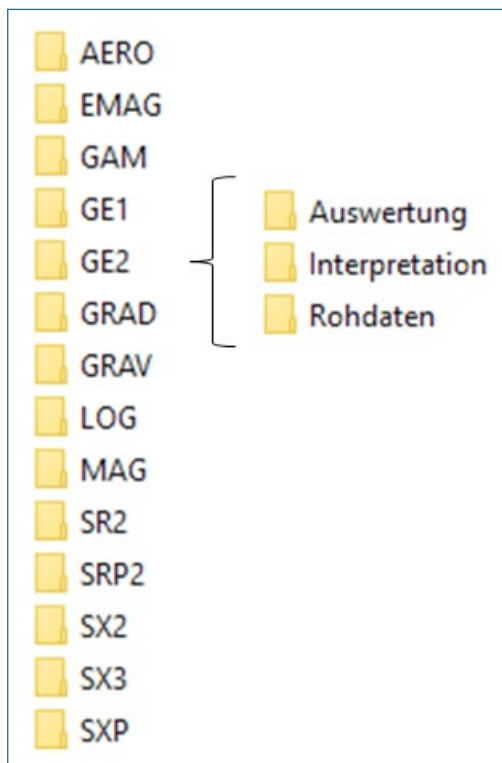 AERO
EMAG
GAM
GE1
GE2
GRAD
GRAV
LOG
MAG
SR2
SRP2
SX2
SX3
SXP
Auswertung
Interpretation
Rohdaten